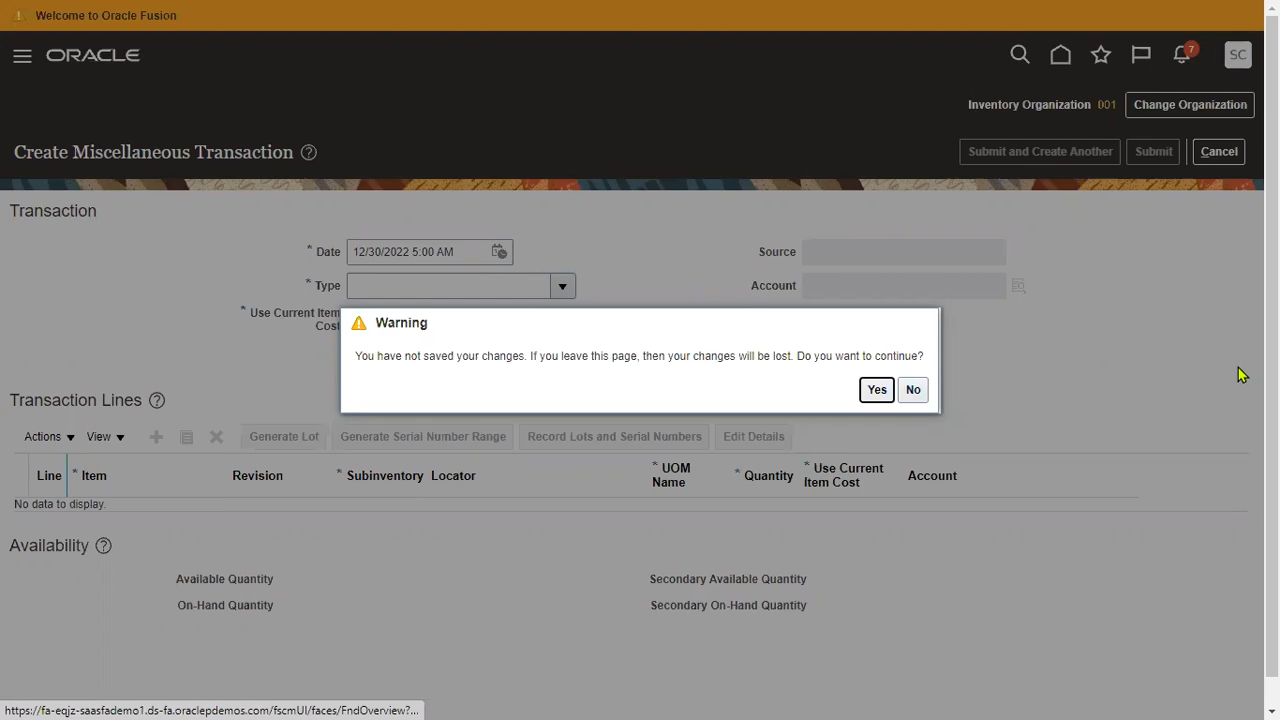 Welcome to Oracle Fusion
ORACLE
7
SC
Inventory Organization 001 Change Organization
Create Miscellaneous Transaction ?
Submit and Create Another Submit Cancel
Transaction
* Date 12/30/2022 5:00 AM
Source
* Type
Account
* Use Current Item
Cost
Warning
You have not saved your changes. If you leave this page, then your changes will be lost. Do you want to continue?
Yes No
Transaction Lines ?
Actions View Generate Lot Generate Serial Number Range Record Lots and Serial Numbers Edit Details
Line * Item Revision * Subinventory Locator * UOM Name * Quantity * Use Current Item Cost Account
No data to display.
Availability ?
Available Quantity Secondary Available Quantity
On-Hand Quantity Secondary On-Hand Quantity
https://fa-eqjz-saasfademo1.ds-fa.oraclepdemos.com/fscmUI/faces/FndOverview?...